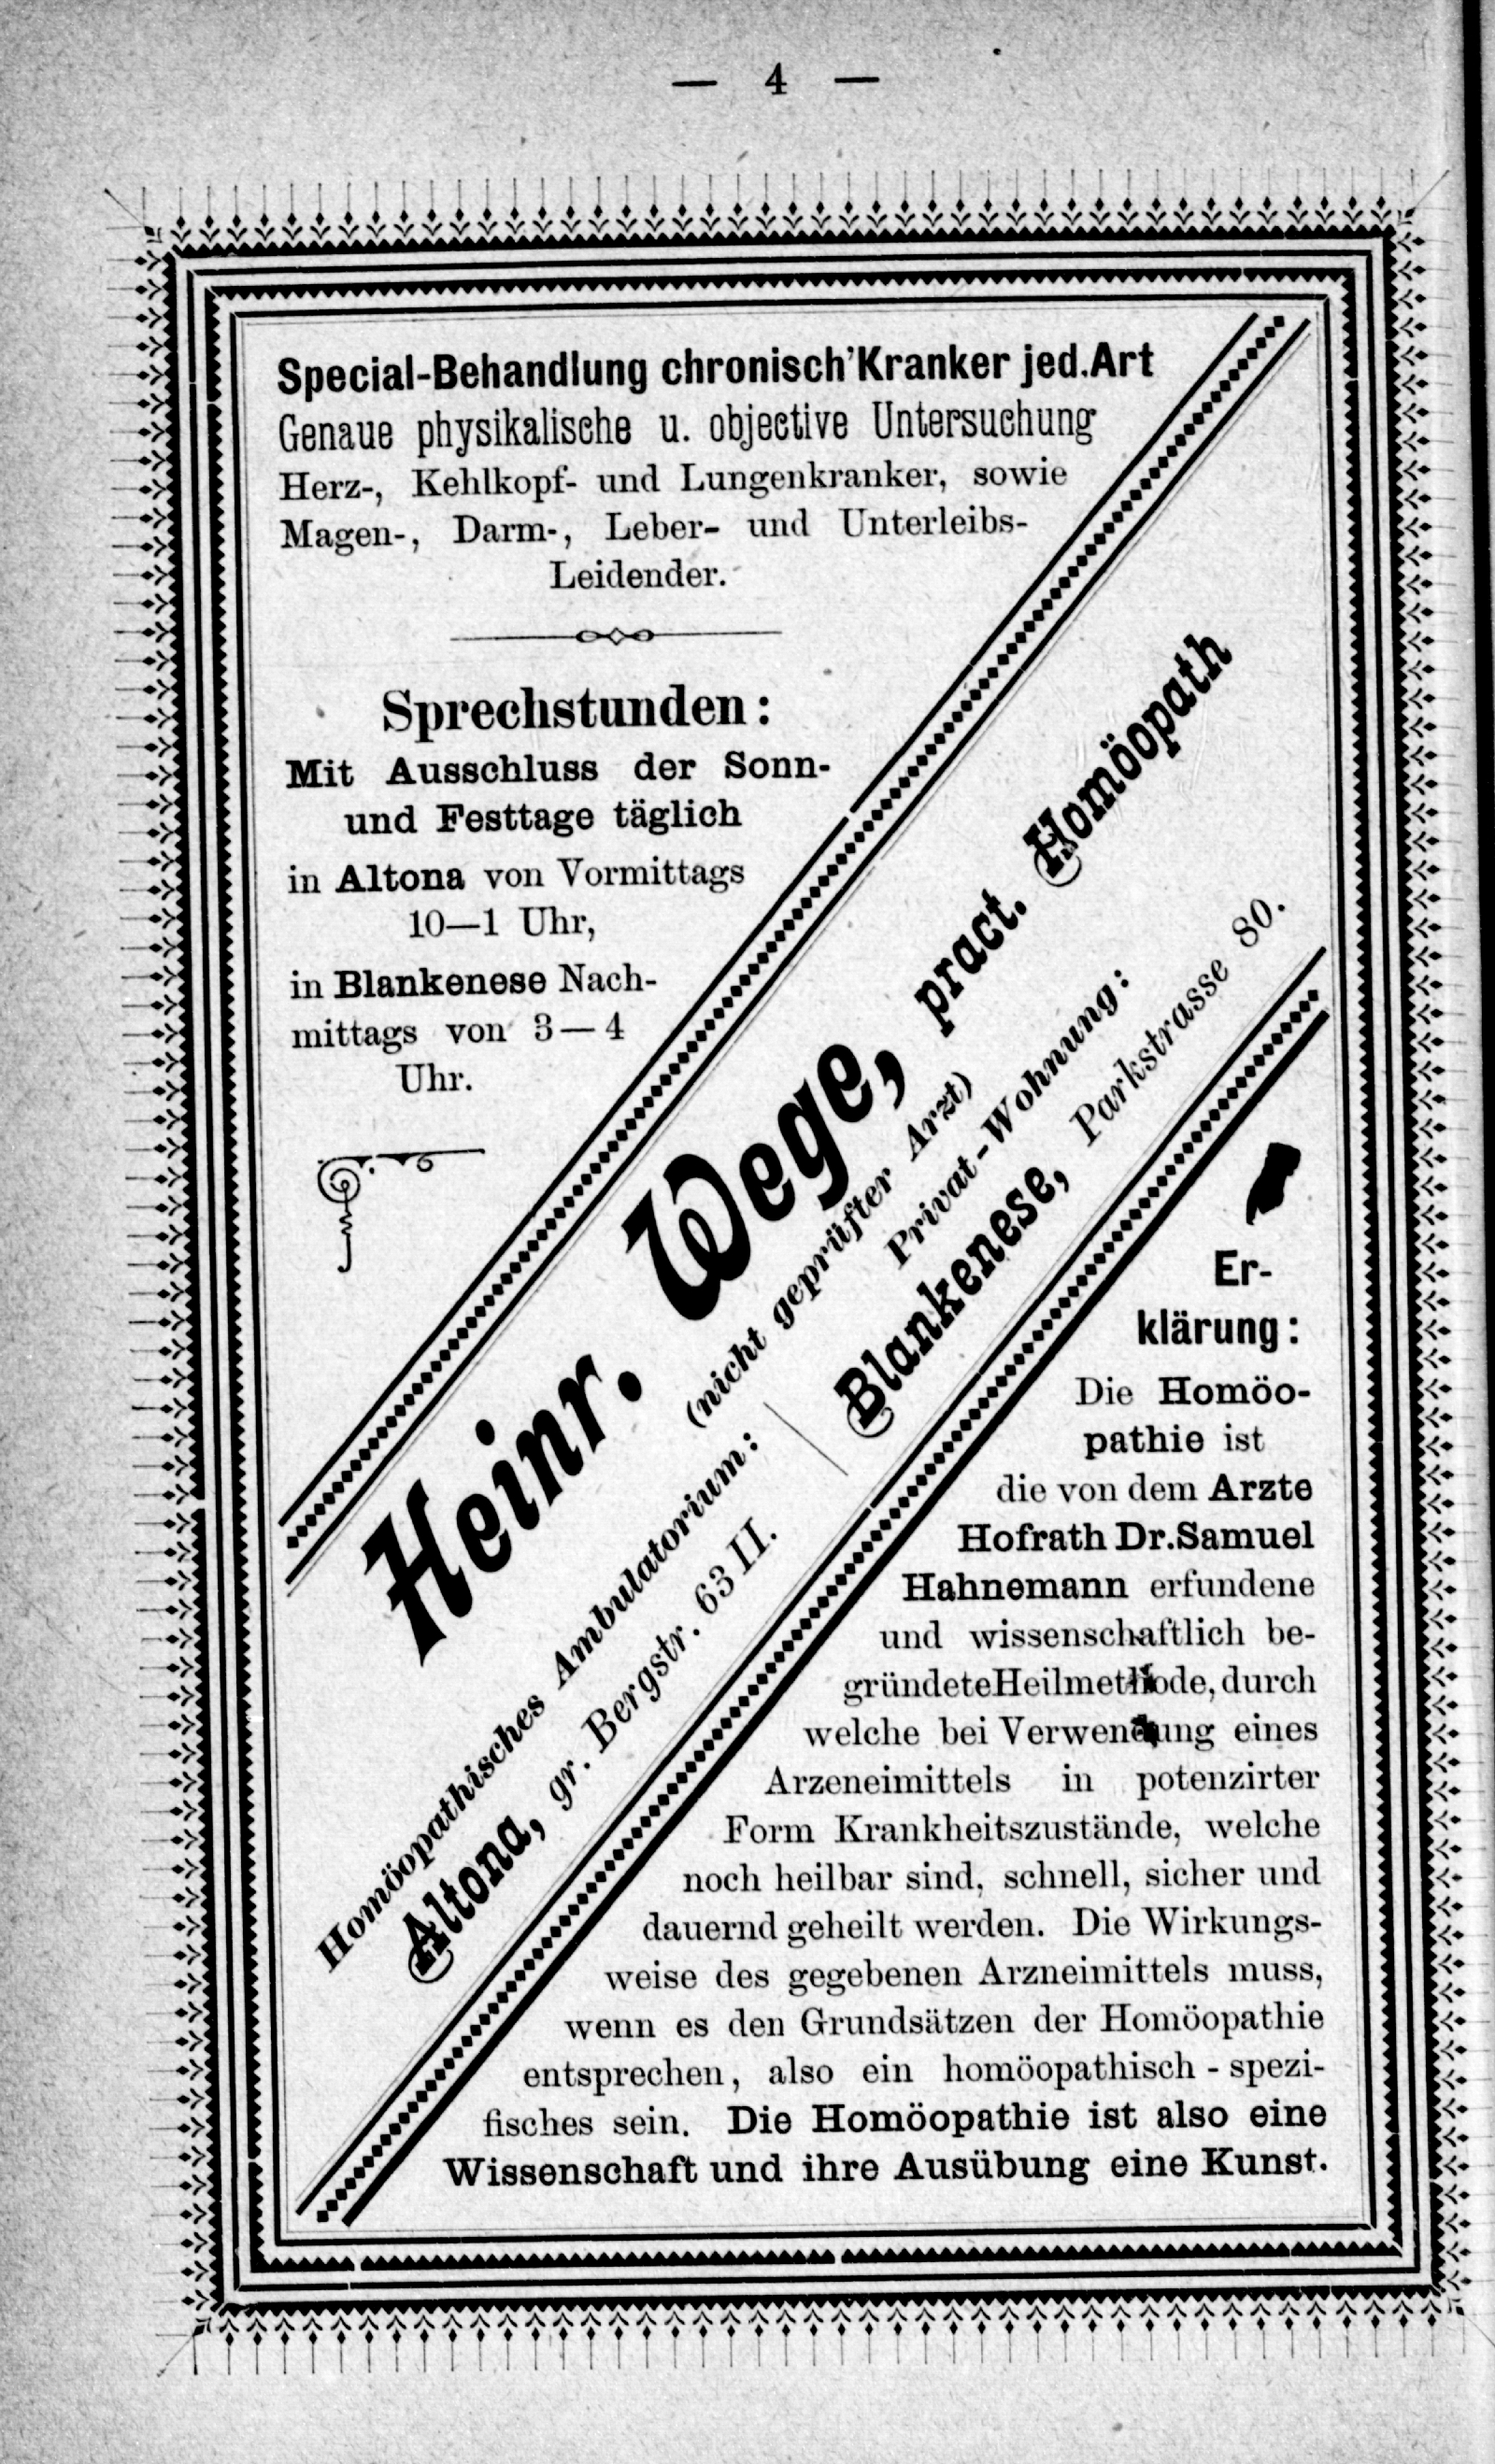 — 4 —
Special-Behandlung chronisch'Kranker jed.Art
Genaue physikalische u. objective Untersuchung
Herz-, Kehlkopf- und Lungenkranker, sowie
Magen-, Darm-, Leber- und Unterleibs-
Leidender.
Sprechstunden:
Mit Ausschluss der Sonn-
und Festtage täglich
in Altona von Vormittags
10—1 Uhr,
in Blankenese Nach-
mittags von 3—4
Uhr.
Heinr. Wege, pract. Homöopath
(nicht geprüfter Arzt)
Homöopathisches Ambulatorium:
Altona, gr. Bergstr. 63 II.
Privat-Wohnung:
Blankenese, Parkstrasse 80.
Er-
klärung:
Die Homöo-
pathie ist
die von dem Arzte
Hofrath Dr. Samuel
Hahnemann erfundene
und wissenschaftlich be-
gründete Heilmethode, durch
welche bei Verwendung eines
Arzeneimittels in potenzirter
Form Krankheitszustände, welche
noch heilbar sind, schnell, sicher und
dauernd geheilt werden. Die Wirkungs-
weise des gegebenen Arzneimittels muss,
wenn es den Grundsätzen der Homöopathie
entsprechen, also ein homöopathisch - spezi-
fisches sein. Die Homöopathie ist also eine
Wissenschaft und ihre Ausübung eine Kunst.